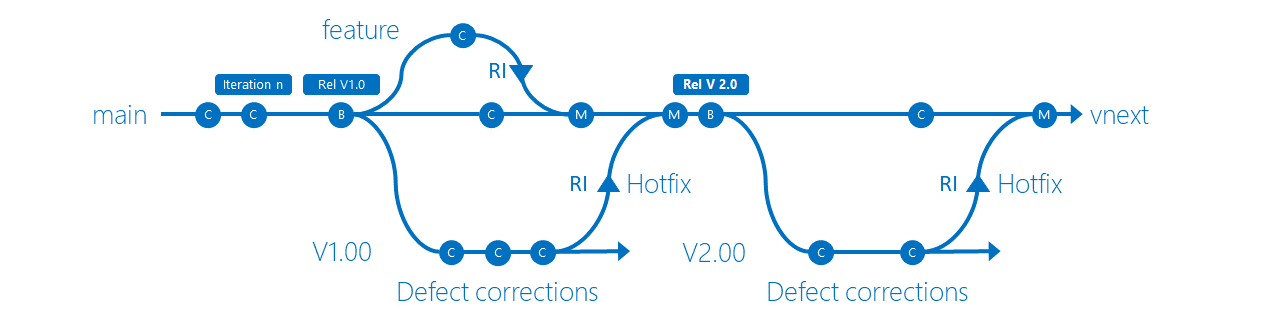 feature
C
RI
Iteration n
Rel V1.0
Rel V 2.0
main
C
C
B
C
M
M
B
C
M
vnext
RI
Hotfix
RI
Hotfix
V1.00
C
C
C
V2.00
C
C
Defect corrections
Defect corrections